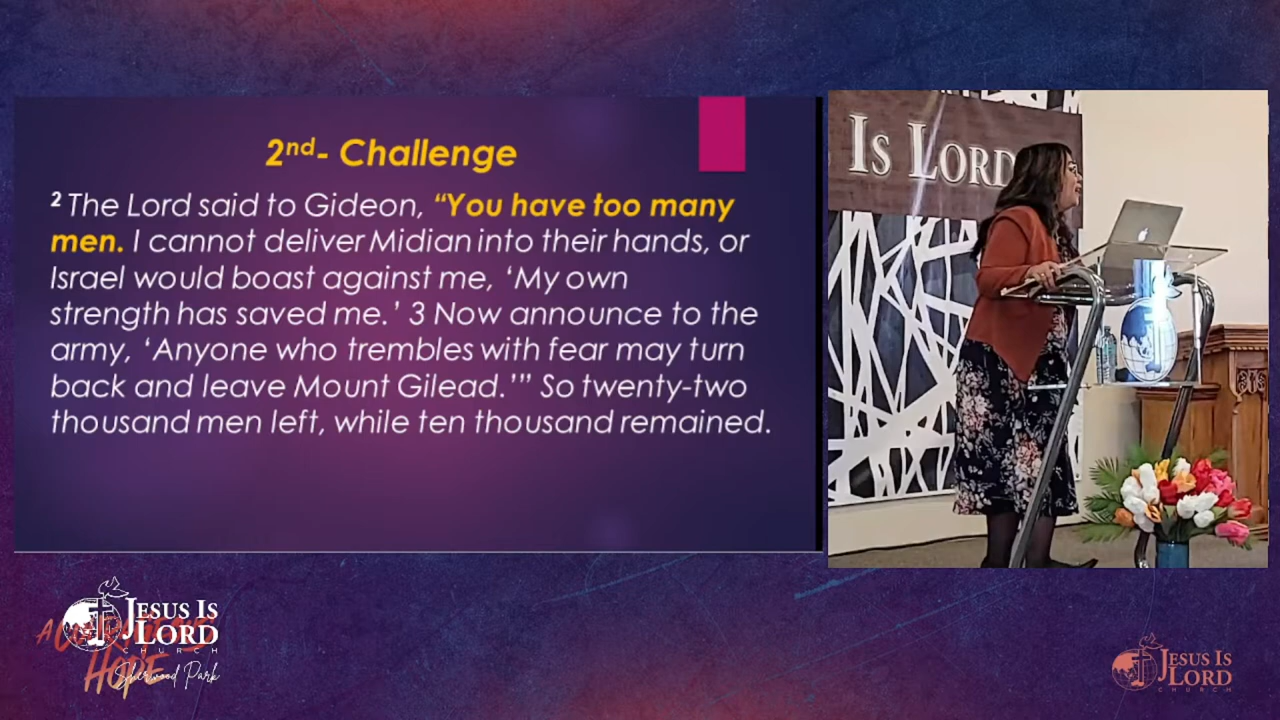 2nd- Challenge
2 The Lord said to Gideon, “You have too many
men. I cannot deliver Midian into their hands, or
Israel would boast against me, ‘My own
strength has saved me.’ 3 Now announce to the
army, ‘Anyone who trembles with fear may turn
back and leave Mount Gilead.’” So twenty-two
thousand men left, while ten thousand remained.
Is Lord
Jesus Is
Lord
CHURCH
HOPE
Sherwood Park
Jesus Is
Lord
CHURCH